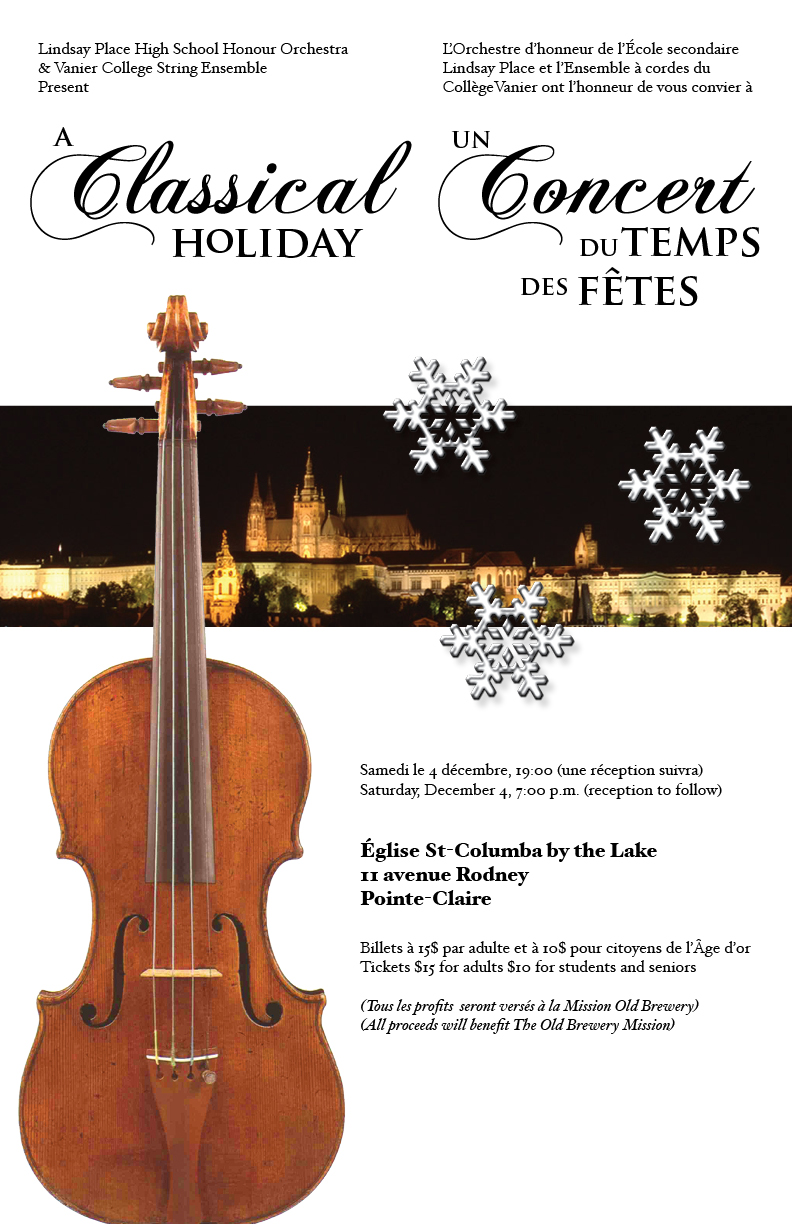 Lindsay Place High School Honour Orchestra
& Vanier College String Ensemble
Present
A
Classical
HOLIDAY
L'Orchestre d'honneur de l'École secondaire
Lindsay Place et l'Ensemble à cordes du
CollègeVanier ont l'honneur de vous convier à
UN
Concert
DU TEMPS
DES FÊTES
Samedi le 4 décembre, 19:00 (une réception suivra)
Saturday, December 4, 7:00 p.m. (reception to follow)
Église St-Columba by the Lake
11 avenue Rodney
Pointe-Claire
Billets à 15$ par adulte et à 10$ pour citoyens de l'Âge d'or
Tickets $15 for adults $10 for students and seniors
(Tous les profits seront versés à la Mission Old Brewery)
(All proceeds will benefit The Old Brewery Mission)